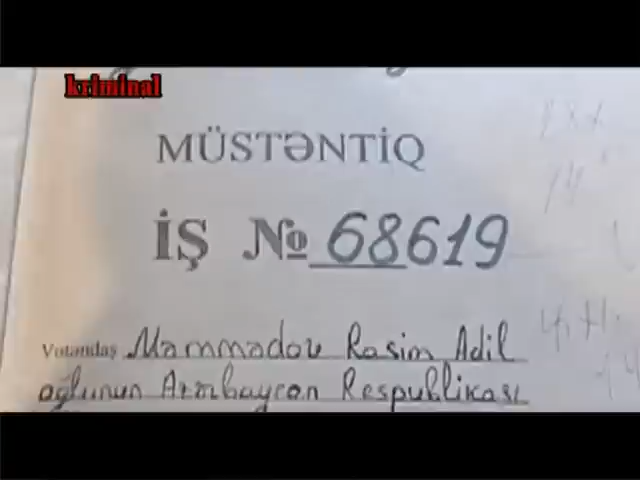 kriminal
MÜSTƏNTİQ
İŞ № 68619
Vətəndaş Məmmədov Rasim Adil
oğlunun Azərbaycan Respublikası